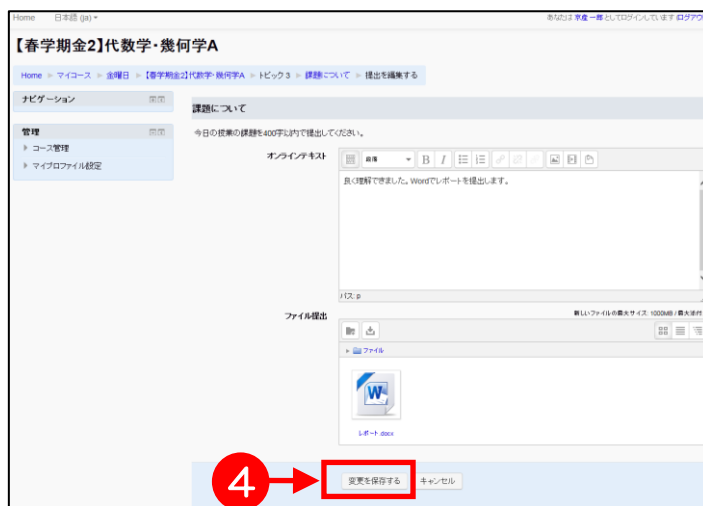 Home 日本語 (ja) あなたは 京産一郎 としてログインしています (ログアウ
【春学期金2】代数学・幾何学A
Home ▶ マイコース ▶ 金曜日 ▶ 【春学期金2】代数学・幾何学A ▶ トピック 3 ▶ 課題について ▶ 提出を編集する
ナビゲーション
課題について
管理
コース管理
マイプロファイル設定
今日の授業の課題を400字以内で提出してください。
オンラインテキスト
段落 B I
良く理解できました。Wordでレポートを提出します。
パス: p
ファイル提出
新しいファイルの最大サイズ: 1000MB / 最大添付
ファイル
W
レポート.docx
4
変更を保存する キャンセル